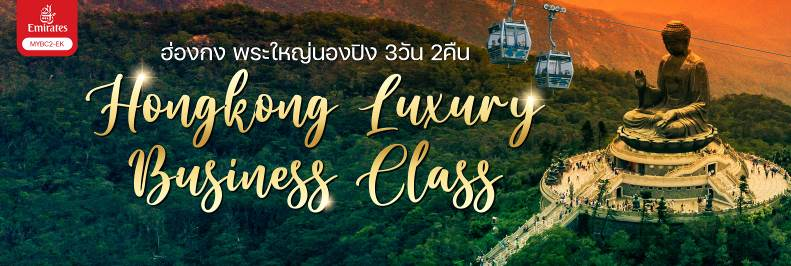 Emirates
MYBC2-EK
ฮ่องกง พระใหญ่นองปิง 3วัน 2คืน
Hongkong Luxury
Business Class